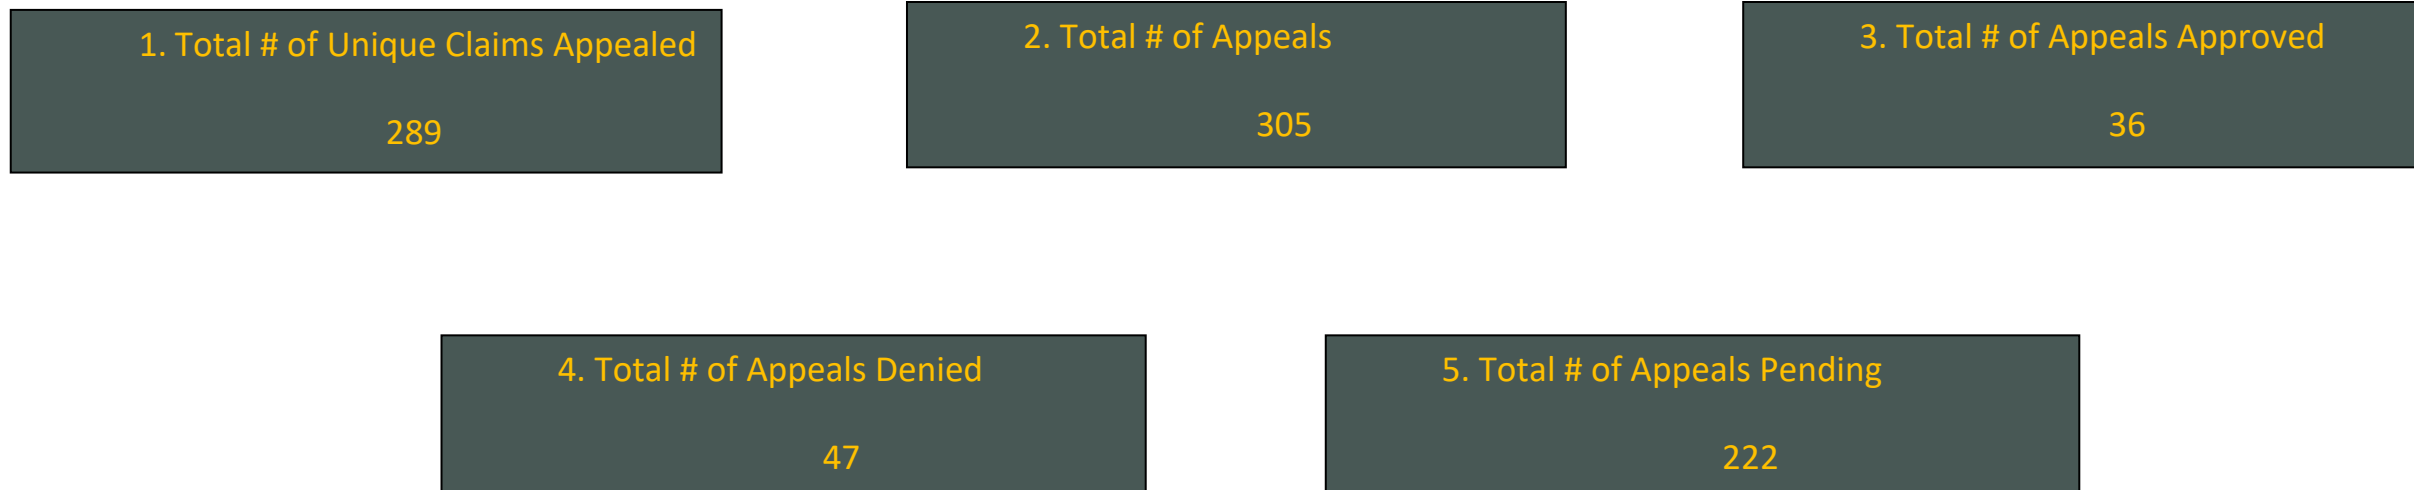 1. Total # of Unique Claims Appealed
289
2. Total # of Appeals
305
3. Total # of Appeals Approved
36
4. Total # of Appeals Denied
47
5. Total # of Appeals Pending
222